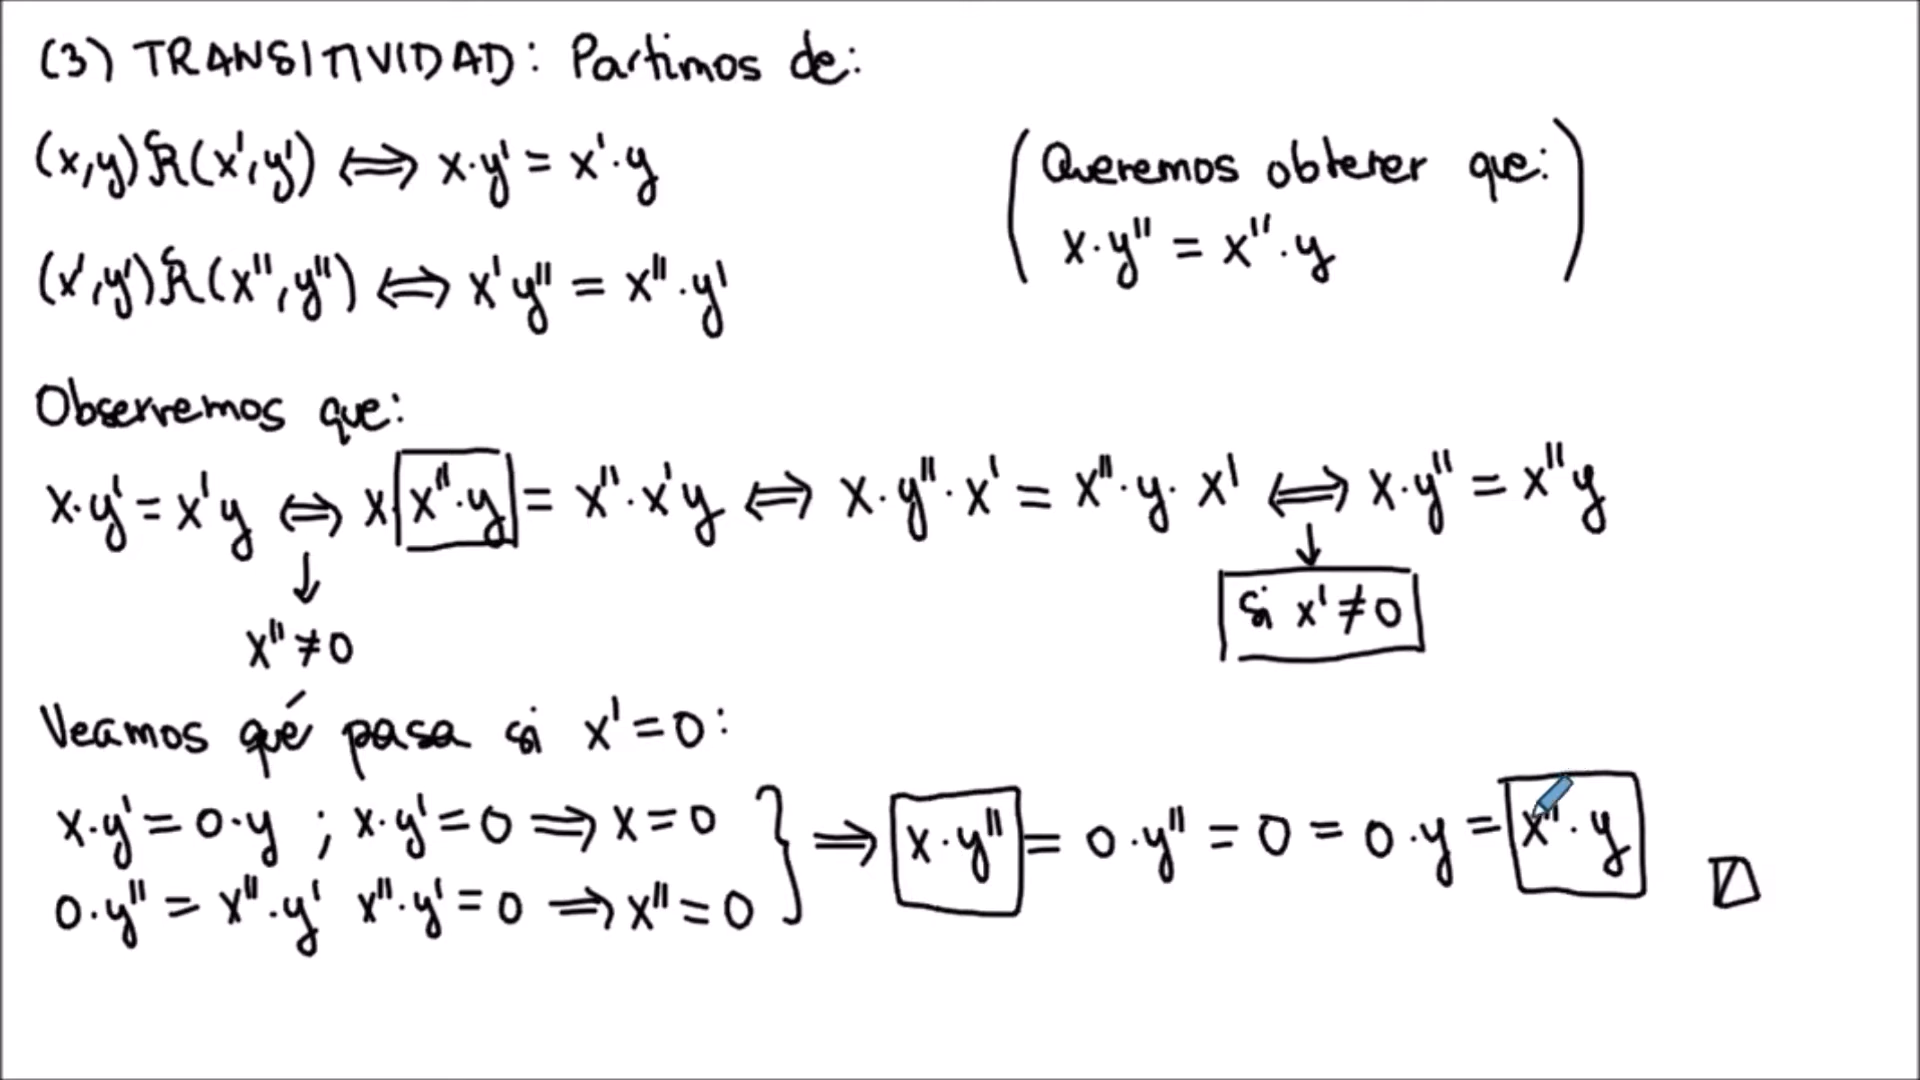 (3) TRANSITIVIDAD: Partimos de:
(x,y)ℜ(x',y') ⟺ x·y' = x'·y
(Queremos obtener que:
x·y'' = x''·y)
(x',y')ℜ(x'',y'') ⟺ x'y'' = x''·y'
Observemos que:
x·y' = x'y ⟺ x·x''·y = x''·x'y ⟺ x·y''·x' = x''·y·x' ⟺ x·y'' = x''y
↓ ↓
x'' ≠ 0
si x' ≠ 0
Veamos qué pasa si x' = 0:
x·y' = 0·y ; x·y' = 0 ⟹ x = 0
0·y'' = x''·y' x''·y' = 0 ⟹ x'' = 0
} ⟹ x·y'' = 0·y'' = 0 = 0·y = x''·y